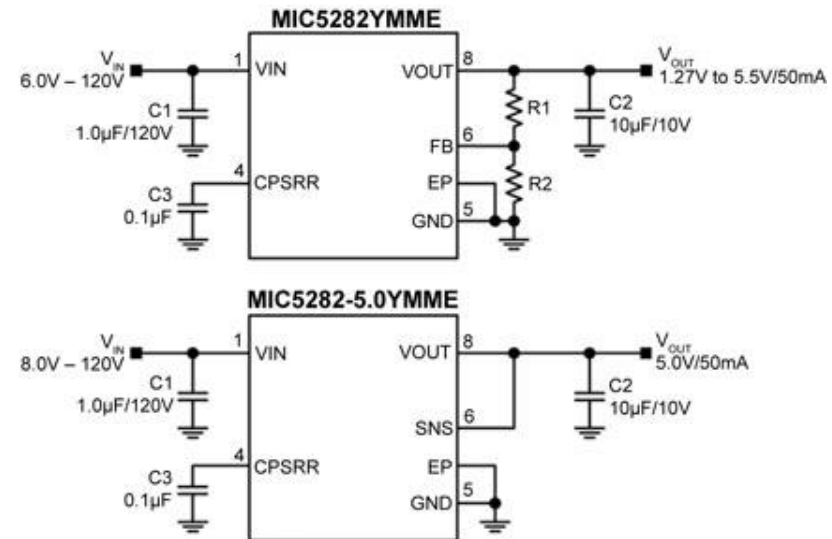 MIC5282YMME
VIN
6.0V – 120V
1
VIN
VOUT
8
VOUT
1.27V to 5.5V/50mA
C1
1.0µF/120V
R1
C2
10µF/10V
FB
6
4
CPSRR
EP
R2
C3
0.1µF
GND
5
MIC5282-5.0YMME
VIN
8.0V – 120V
1
VIN
VOUT
8
VOUT
5.0V/50mA
C1
1.0µF/120V
C2
10µF/10V
SNS
6
4
CPSRR
EP
C3
0.1µF
GND
5